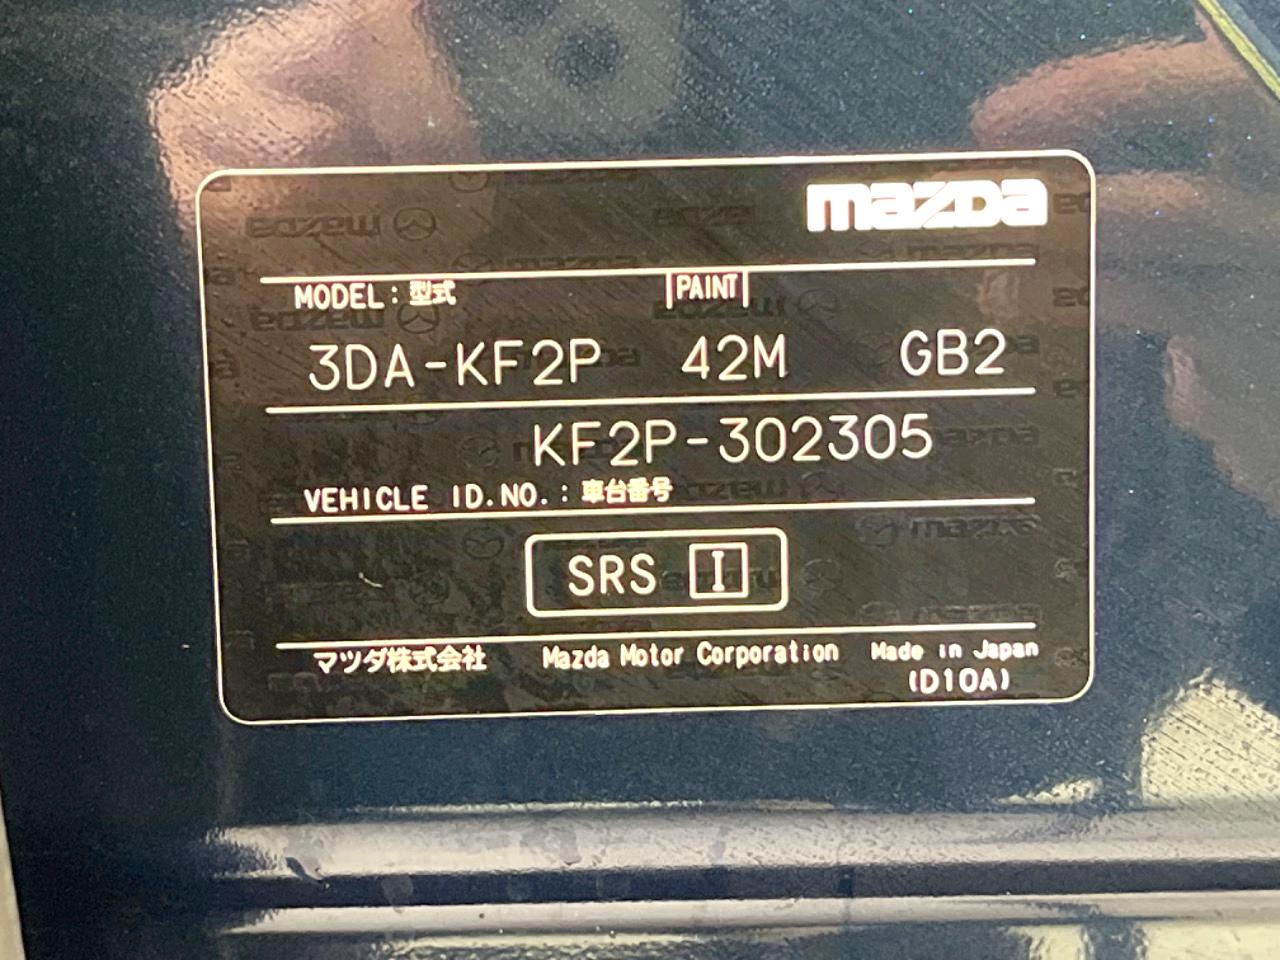 mazda
MODEL : 型式 PAINT
3DA-KF2P 42M GB2
KF2P-302305
VEHICLE ID.NO. : 車台番号
SRS I
マツダ株式会社 Mazda Motor Corporation Made in Japan
(D10A)